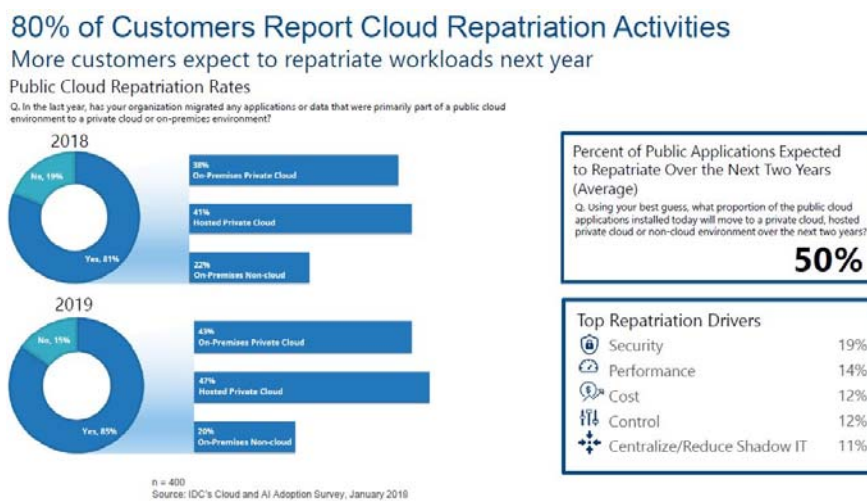 80% of Customers Report Cloud Repatriation Activities
More customers expect to repatriate workloads next year
Public Cloud Repatriation Rates
Q. In the last year, has your organization migrated any applications or data that were primarily part of a public cloud
environment to a private cloud or on-premises environment?
2018
No, 19%
Yes, 81%
38%
On-Premises Private Cloud
41%
Hosted Private Cloud
22%
On-Premises Non-cloud
2019
No, 15%
Yes, 85%
43%
On-Premises Private Cloud
47%
Hosted Private Cloud
20%
On-Premises Non-cloud
n = 400
Source: IDC's Cloud and AI Adoption Survey, January 2018
Percent of Public Applications Expected
to Repatriate Over the Next Two Years
(Average)
Q. Using your best guess, what proportion of the public cloud
applications installed today will move to a private cloud, hosted
private cloud or non-cloud environment over the next two years?
50%
Top Repatriation Drivers
Security 19%
Performance 14%
Cost 12%
Control 12%
Centralize/Reduce Shadow IT 11%